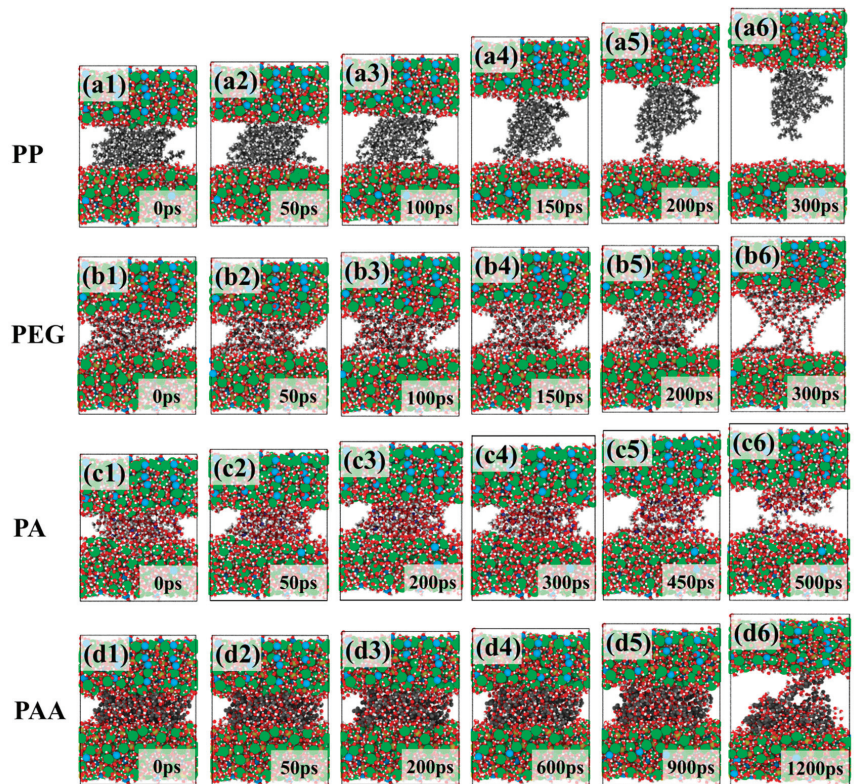 (a1) (a2) (a3) (a4) (a5) (a6)
PP
0ps 50ps 100ps 150ps 200ps 300ps
(b1) (b2) (b3) (b4) (b5) (b6)
PEG
0ps 50ps 100ps 150ps 200ps 300ps
(c1) (c2) (c3) (c4) (c5) (c6)
PA
0ps 50ps 200ps 300ps 450ps 500ps
(d1) (d2) (d3) (d4) (d5) (d6)
PAA
0ps 50ps 200ps 600ps 900ps 1200ps